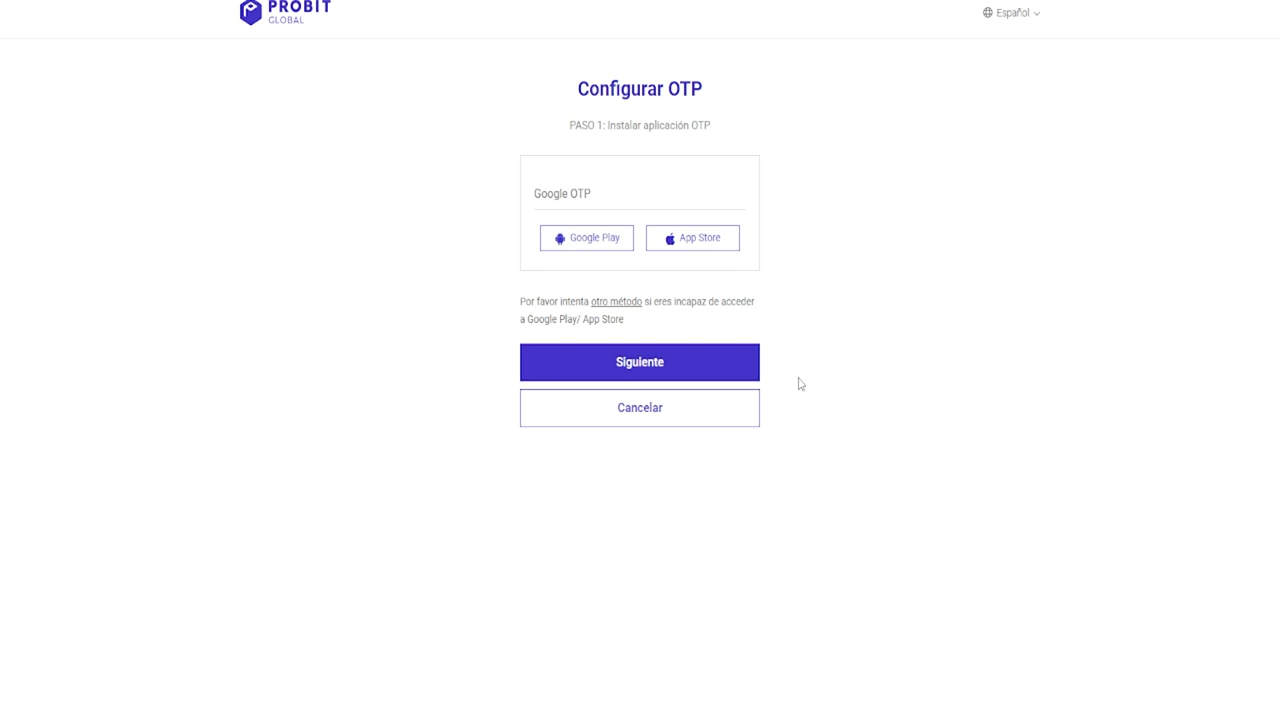 PROBIT
GLOBAL
Español
Configurar OTP
PASO 1: Instalar aplicación OTP
Google OTP
Google Play
App Store
Por favor intenta otro método si eres incapaz de acceder
a Google Play/ App Store
Siguiente
Cancelar